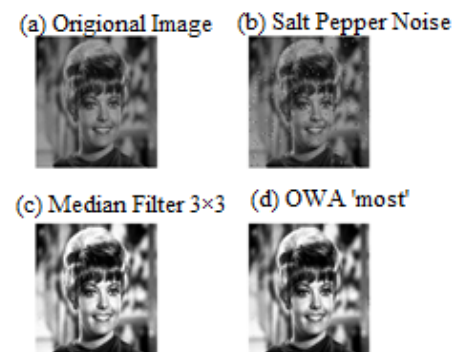 (a) Origional Image
(b) Salt Pepper Noise
(c) Median Filter 3×3
(d) OWA 'most'